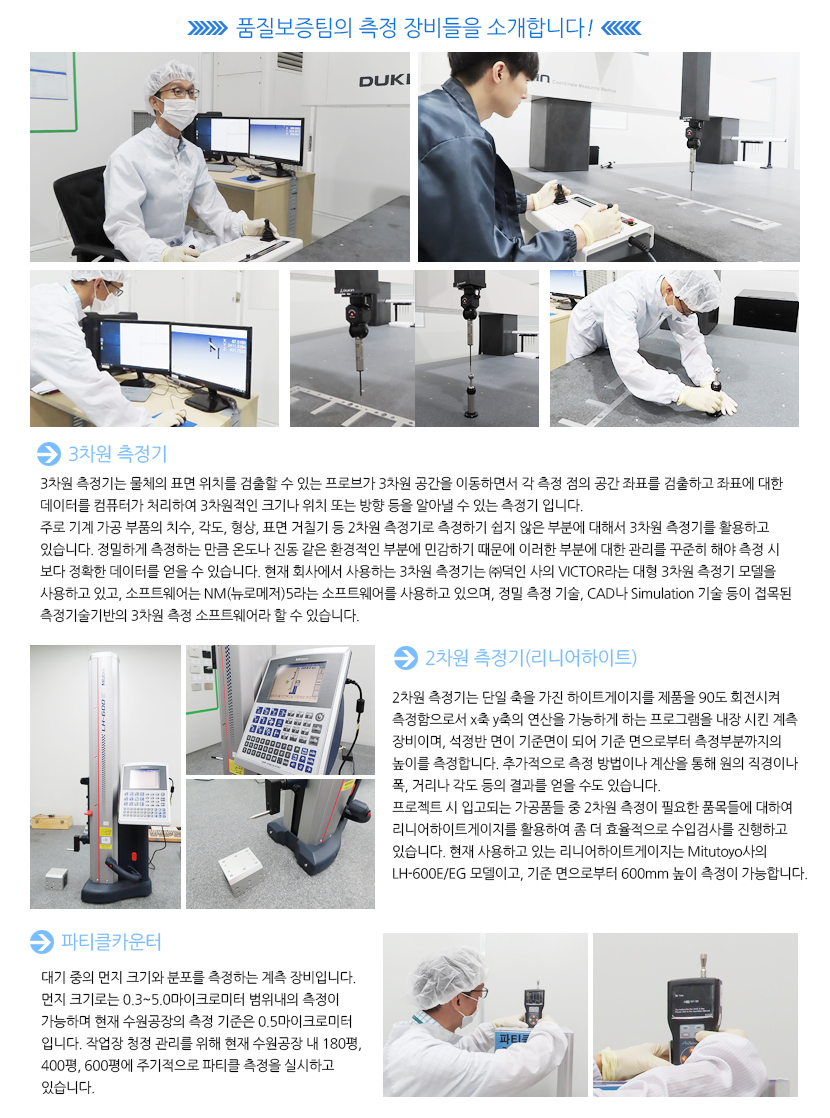 품질보증팀의 측정 장비들을 소개합니다!
DUKIN
3차원 측정기
3차원 측정기는 물체의 표면 위치를 검출할 수 있는 프로브가 3차원 공간을 이동하면서 각 측정 점의 공간 좌표를 검출하고 좌표에 대한
데이터를 컴퓨터가 처리하여 3차원적인 크기나 위치 또는 방향 등을 알아낼 수 있는 측정기 입니다.
주로 기계 가공 부품의 치수, 각도, 형상, 표면 거칠기 등 2차원 측정기로 측정하기 쉽지 않은 부분에 대해서 3차원 측정기를 활용하고
있습니다. 정밀하게 측정하는 만큼 온도나 진동 같은 환경적인 부분에 민감하기 때문에 이러한 부분에 대한 관리를 꾸준히 해야 측정 시
보다 정확한 데이터를 얻을 수 있습니다. 현재 회사에서 사용하는 3차원 측정기는 ㈜덕인 사의 VICTOR라는 대형 3차원 측정기 모델을
사용하고 있고, 소프트웨어는 NM(뉴로메저)5라는 소프트웨어를 사용하고 있으며, 정밀 측정 기술, CAD나 Simulation 기술 등이 접목된
측정기술기반의 3차원 측정 소프트웨어라 할 수 있습니다.
LH-600E
2차원 측정기(리니어하이트)
2차원 측정기는 단일 축을 가진 하이트게이지를 제품을 90도 회전시켜
측정함으로서 x축 y축의 연산을 가능하게 하는 프로그램을 내장 시킨 계측
장비이며, 석정반 면이 기준면이 되어 기준 면으로부터 측정부분까지의
높이를 측정합니다. 추가적으로 측정 방법이나 계산을 통해 원의 직경이나
폭, 거리나 각도 등의 결과를 얻을 수도 있습니다.
프로젝트 시 입고되는 가공품들 중 2차원 측정이 필요한 품목들에 대하여
리니어하이트게이지를 활용하여 좀 더 효율적으로 수입검사를 진행하고
있습니다. 현재 사용하고 있는 리니어하이트게이지는 Mitutoyo사의
LH-600E/EG 모델이고, 기준 면으로부터 600mm 높이 측정이 가능합니다.
파티클카운터
대기 중의 먼지 크기와 분포를 측정하는 계측 장비입니다.
먼지 크기로는 0.3~5.0마이크로미터 범위내의 측정이
가능하며 현재 수원공장의 측정 기준은 0.5마이크로미터
입니다. 작업장 청정 관리를 위해 현재 수원공장 내 180평,
400평, 600평에 주기적으로 파티클 측정을 실시하고
있습니다.
파티클